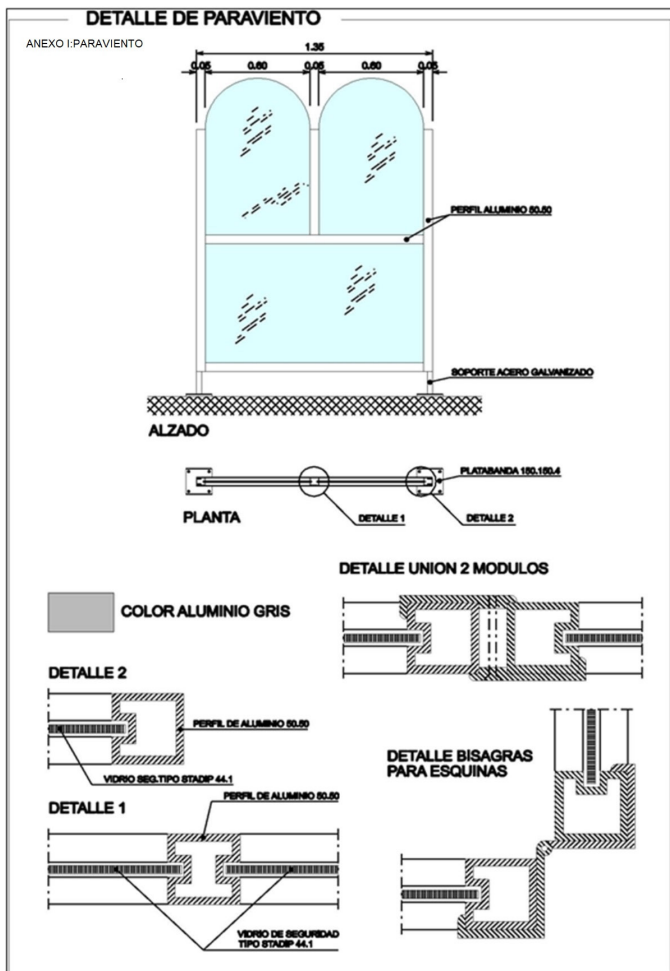 DETALLE DE PARAVIENTO
ANEXO I:PARAVIENTO
1.35
0.05 0.60 0.05 0.60 0.05
PERFIL ALUMINIO 50.50
SOPORTE ACERO GALVANIZADO
ALZADO
PLATABANDA 150.150.4
PLANTA
DETALLE 1
DETALLE 2
DETALLE UNION 2 MODULOS
COLOR ALUMINIO GRIS
DETALLE 2
PERFIL DE ALUMINIO 50.50
VIDRIO SEG.TIPO STADIP 44.1
DETALLE BISAGRAS
PARA ESQUINAS
DETALLE 1
PERFIL DE ALUMINIO 50.50
VIDRIO DE SEGURIDAD
TIPO STADIP 44.1